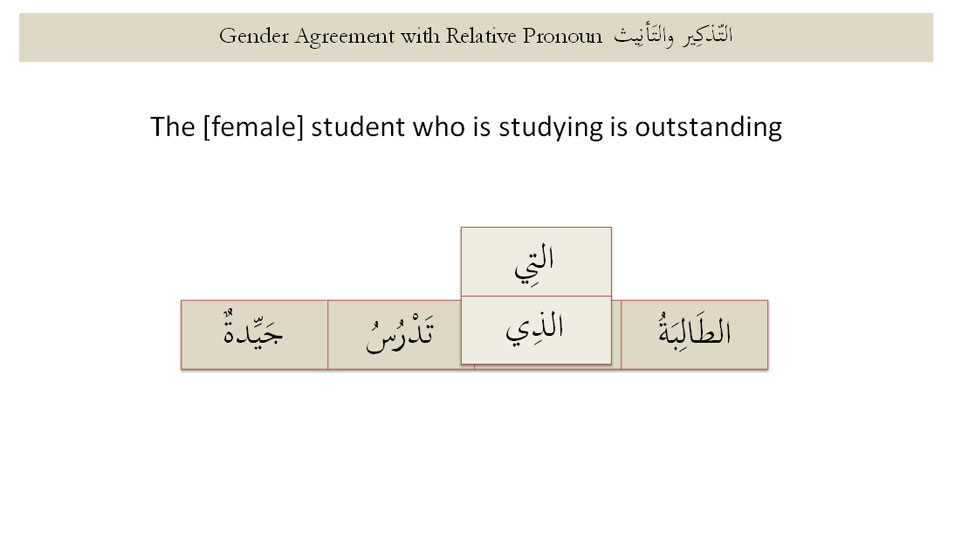 Gender Agreement with Relative Pronoun التّذكِير والتَأنِيث
The [female] student who is studying is outstanding
التِي
الطَالِبَةُ الذِي تَدْرُسُ جَيِّدةٌ